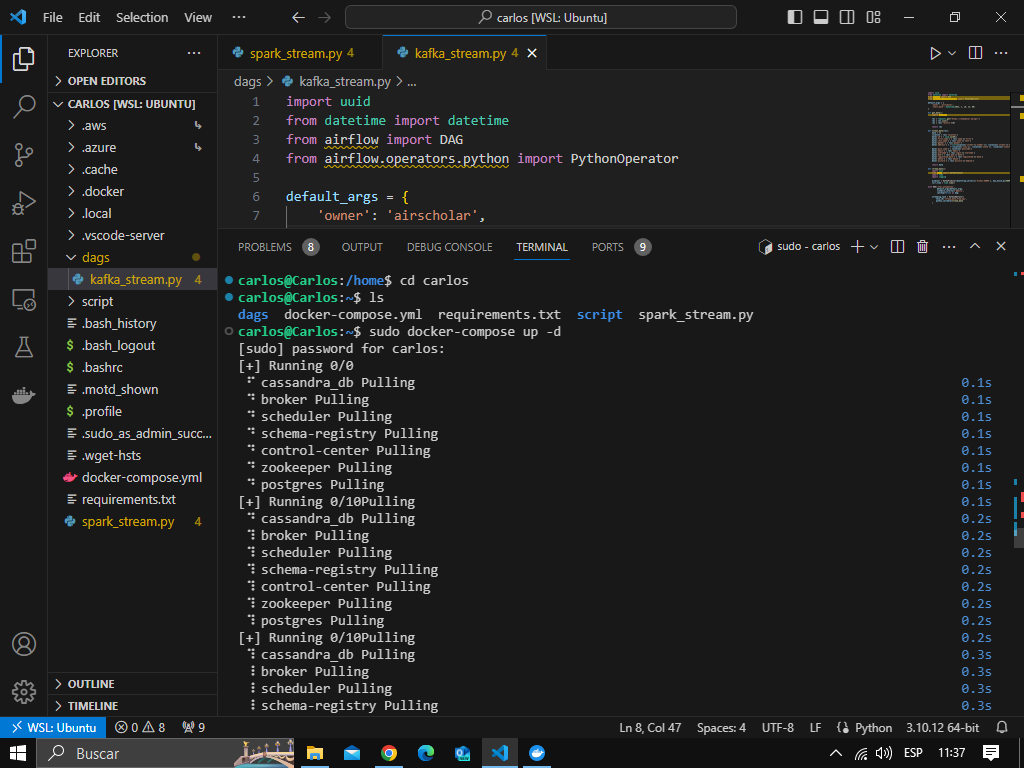 File Edit Selection View ··· carlos [WSL: Ubuntu]
EXPLORER ···
OPEN EDITORS
CARLOS [WSL: UBUNTU]
.aws
.azure
.cache
.docker
.local
.vscode-server
dags
kafka_stream.py 4
script
.bash_history
.bash_logout
.bashrc
.motd_shown
.profile
.sudo_as_admin_succ...
.wget-hsts
docker-compose.yml
requirements.txt
spark_stream.py 4
OUTLINE
TIMELINE
spark_stream.py 4 kafka_stream.py 4
dags > kafka_stream.py > ...
1 import uuid
2 from datetime import datetime
3 from airflow import DAG
4 from airflow.operators.python import PythonOperator
5
6 default_args = {
7 'owner': 'airscholar',
PROBLEMS 8 OUTPUT DEBUG CONSOLE TERMINAL PORTS 9 sudo - carlos
carlos@Carlos:/home$ cd carlos
carlos@Carlos:~$ ls
dags docker-compose.yml requirements.txt script spark_stream.py
carlos@Carlos:~$ sudo docker-compose up -d
[sudo] password for carlos:
[+] Running 0/0
cassandra_db Pulling 0.1s
broker Pulling 0.1s
scheduler Pulling 0.1s
schema-registry Pulling 0.1s
control-center Pulling 0.1s
zookeeper Pulling 0.1s
postgres Pulling 0.1s
[+] Running 0/10Pulling 0.1s
cassandra_db Pulling 0.2s
broker Pulling 0.2s
scheduler Pulling 0.2s
schema-registry Pulling 0.2s
control-center Pulling 0.2s
zookeeper Pulling 0.2s
postgres Pulling 0.2s
[+] Running 0/10Pulling 0.2s
cassandra_db Pulling 0.3s
broker Pulling 0.3s
scheduler Pulling 0.3s
schema-registry Pulling 0.3s
WSL: Ubuntu 0 8 9 Ln 8, Col 47 Spaces: 4 UTF-8 LF Python 3.10.12 64-bit
Buscar ESP 11:37